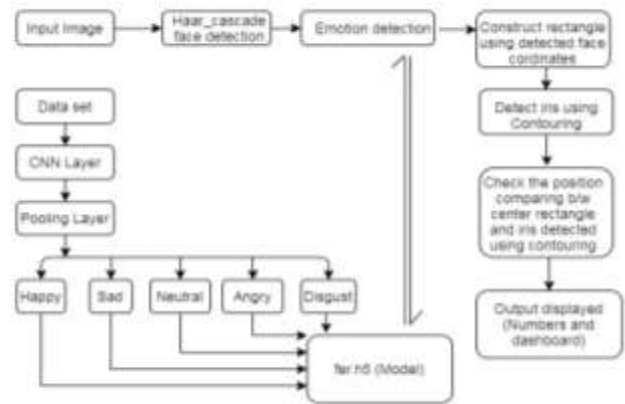 Input Image
Haar_cascade
face detection
Emotion detection
Construct rectangle
using detected face
cordinates
Data set
Detect iris using
Contouring
CNN Layer
Check the position
comparing b/w
center rectangle
and iris detected
using contouring
Pooling Layer
Happy
Sad
Neutral
Angry
Disgust
Output displayed
(Numbers and
dashboard)
fer.h5 (Model)